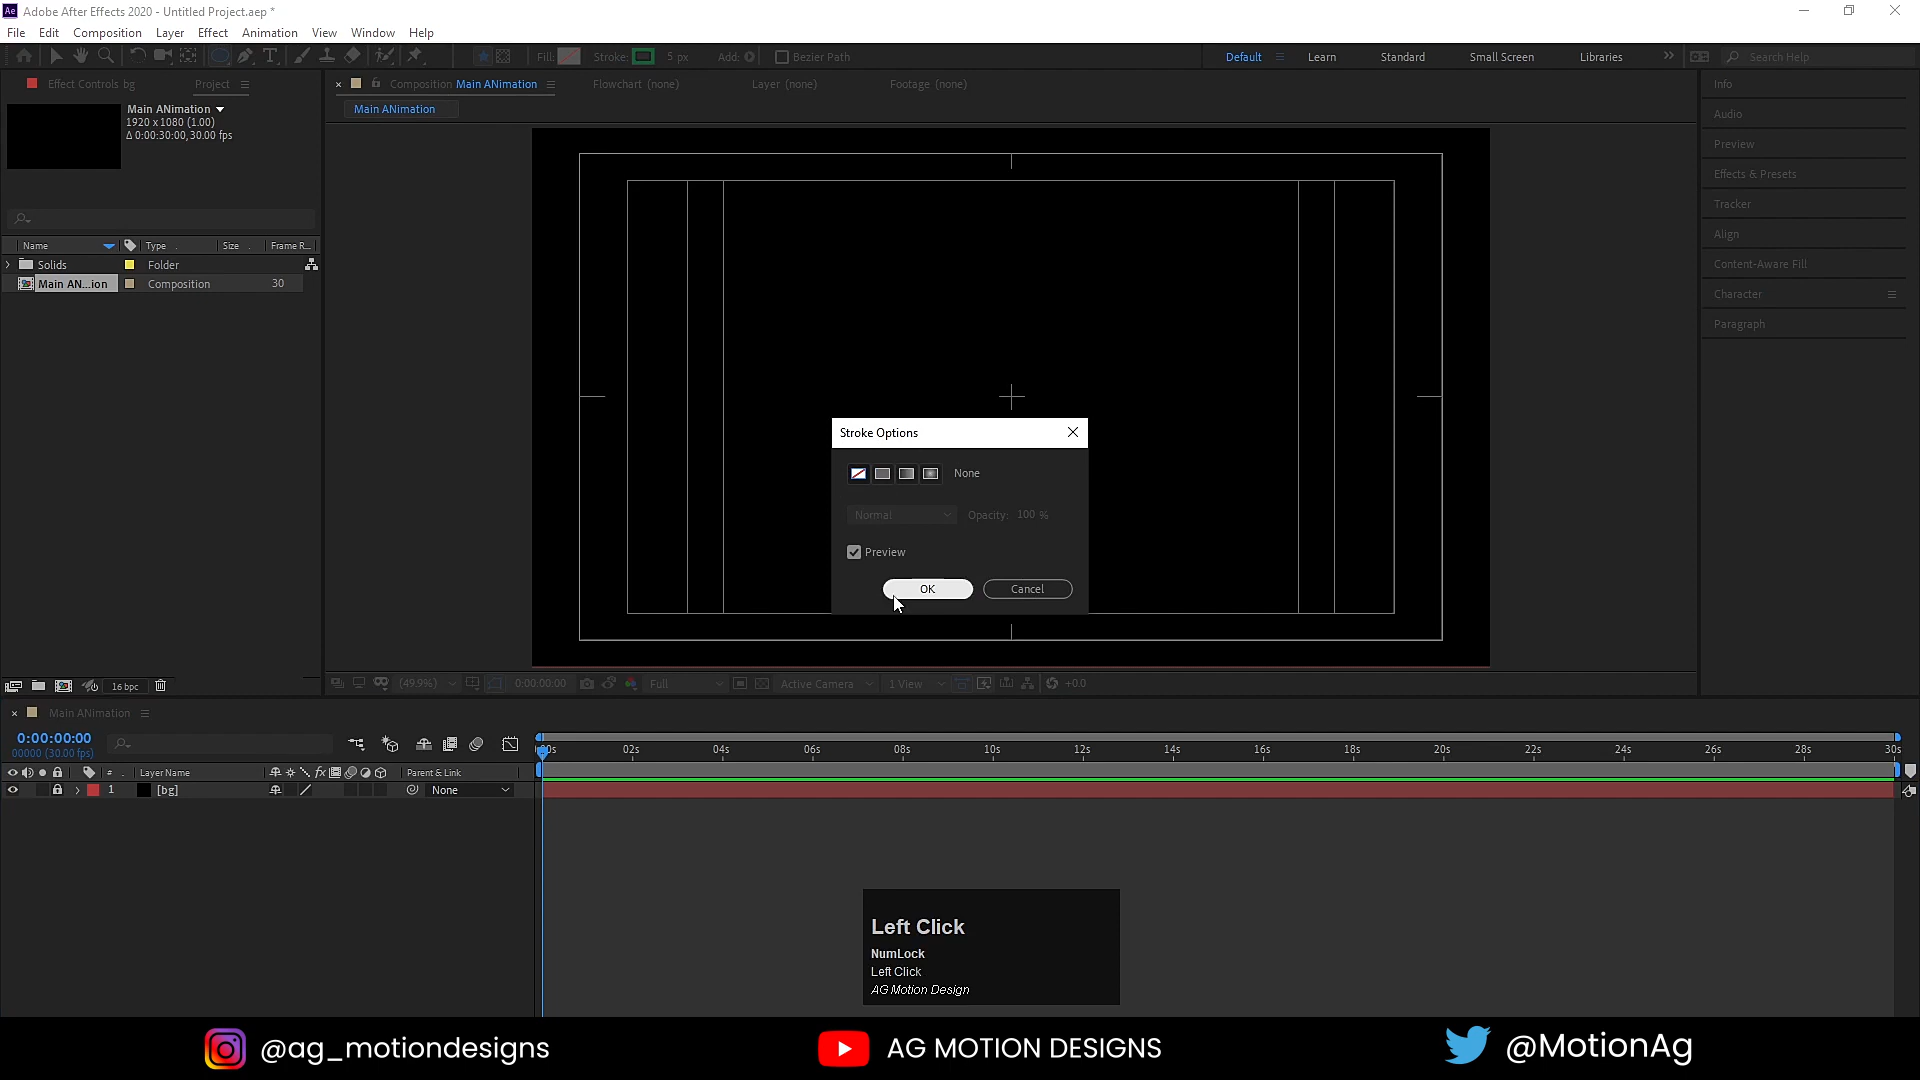 Adobe After Effects 2020 - Untitled Project.aep *
File Edit Composition Layer Effect Animation View Window Help
Fill: Stroke: 5 px Add: Bezier Path Default Learn Standard Small Screen Libraries Search Help
Effect Controls bg Project
Composition Main ANimation Flowchart (none) Layer (none) Footage (none)
Main ANimation
Main ANimation
1920 x 1080 (1.00)
Δ 0:00:30:00, 30.00 fps
Name Type Size Frame R...
Solids Folder
Main AN...ion Composition 30
Info
Audio
Preview
Effects & Presets
Tracker
Align
Content-Aware Fill
Character
Paragraph
Stroke Options
None
Normal Opacity: 100 %
Preview
OK Cancel
16 bpc
(49.9%) 0:00:00:00 Full Active Camera 1 View +0.0
Main ANimation
0:00:00:00
00000 (30.00 fps)
:00s 02s 04s 06s 08s 10s 12s 14s 16s 18s 20s 22s 24s 26s 28s 30s
# Layer Name fx Parent & Link
1 [bg] None
Left Click
NumLock
Left Click
AG Motion Design
@ag_motiondesigns AG MOTION DESIGNS @MotionAg